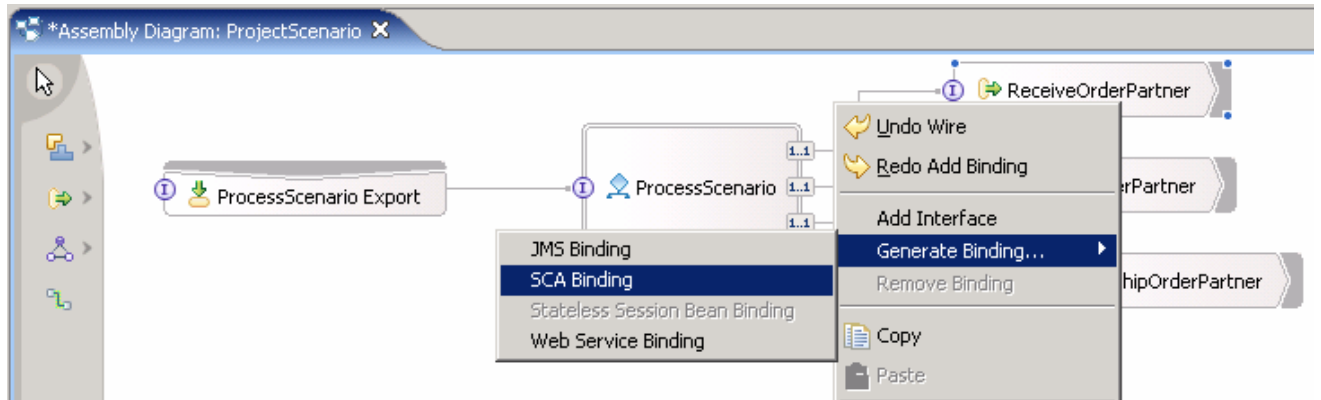 *Assembly Diagram: ProjectScenario
ReceiveOrderPartner
Undo Wire
Redo Add Binding
1..1
ProcessScenario Export
ProcessScenario
1..1
rPartner
1..1
Add Interface
JMS Binding
Generate Binding...
SCA Binding
Remove Binding
hipOrderPartner
Stateless Session Bean Binding
Web Service Binding
Copy
Paste